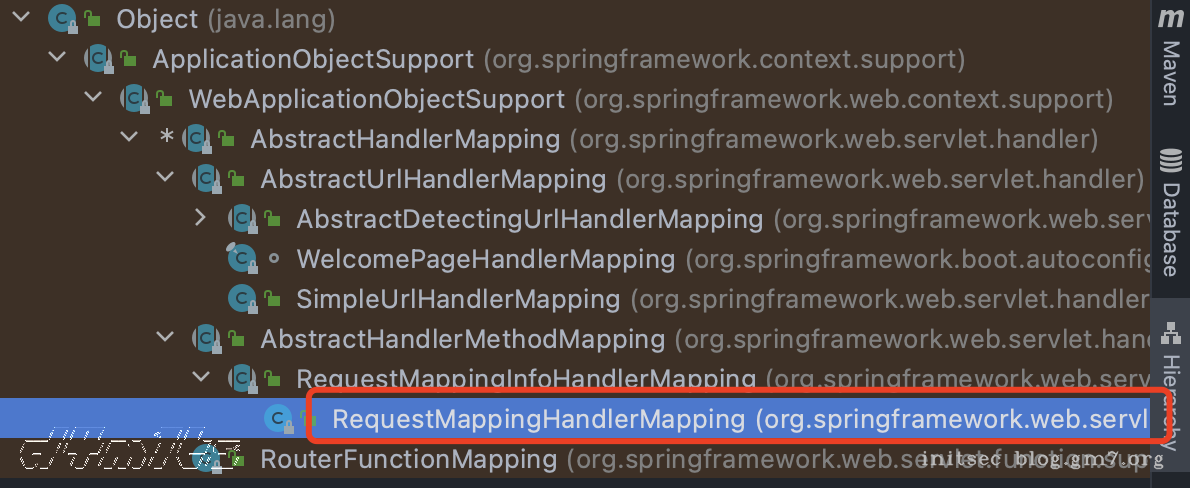 Object (java.lang)
ApplicationObjectSupport (org.springframework.context.support)
WebApplicationObjectSupport (org.springframework.web.context.support)
* AbstractHandlerMapping (org.springframework.web.servlet.handler)
AbstractUrlHandlerMapping (org.springframework.web.servlet.handler)
AbstractDetectingUrlHandlerMapping (org.springframework.web.serv
WelcomePageHandlerMapping (org.springframework.boot.autoconfig
SimpleUrlHandlerMapping (org.springframework.web.servlet.handler
AbstractHandlerMethodMapping (org.springframework.web.servlet.hand
RequestMappingInfoHandlerMapping (org.springframework.web.serv
RequestMappingHandlerMapping (org.springframework.web.servl
RouterFunctionMapping (org.springframework.web.servlet.function.supp
initsec blog.gm7.org
m Maven
Database
Hierarchy